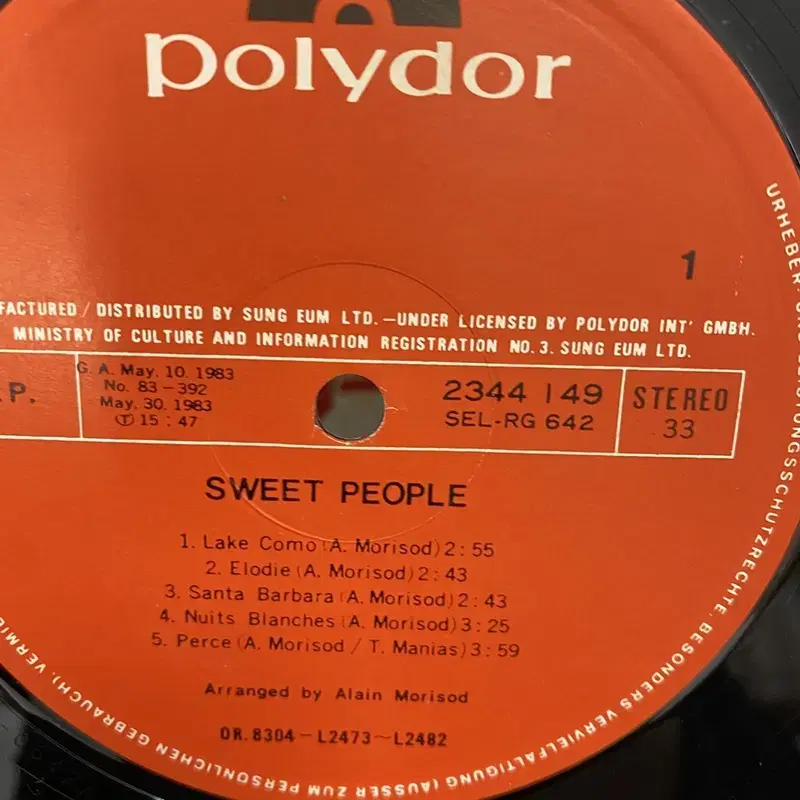 polydor
1
FACTURED / DISTRIBUTED BY SUNG EUM LTD.—UNDER LICENSED BY POLYDOR INT' GMBH.
MINISTRY OF CULTURE AND INFORMATION REGISTRATION NO. 3. SUNG EUM LTD.
.P.
G. A. May. 10. 1983
No. 83-392
May. 30. 1983
Ⓣ 15 : 47
2344 149
SEL-RG 642
STEREO
33
SWEET PEOPLE
1. Lake Como (A. Morisod) 2 : 55
2. Elodie (A. Morisod) 2 : 43
3. Santa Barbara (A. Morisod) 2 : 43
4. Nuits Blanches (A. Morisod) 3 : 25
5. Perce (A. Morisod / T. Manias) 3 : 59
Arranged by Alain Morisod
OR. 8304-L2473~L2482
URHEBER- BESONDERS VERVIELFÄLTIGUNG (AUSSER ZUM PERSÖNLICHEN GEBRAUCH),